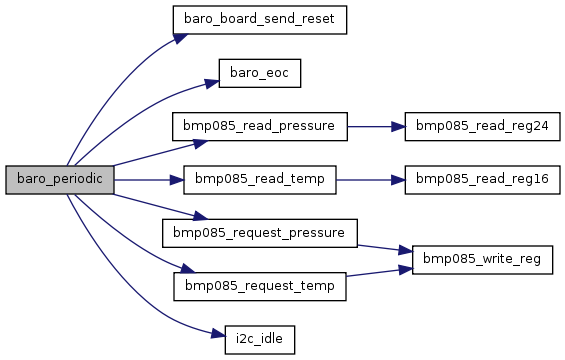 baro_board_send_reset
baro_eoc
bmp085_read_pressure
bmp085_read_reg24
baro_periodic
bmp085_read_temp
bmp085_read_reg16
bmp085_request_pressure
bmp085_write_reg
bmp085_request_temp
i2c_idle